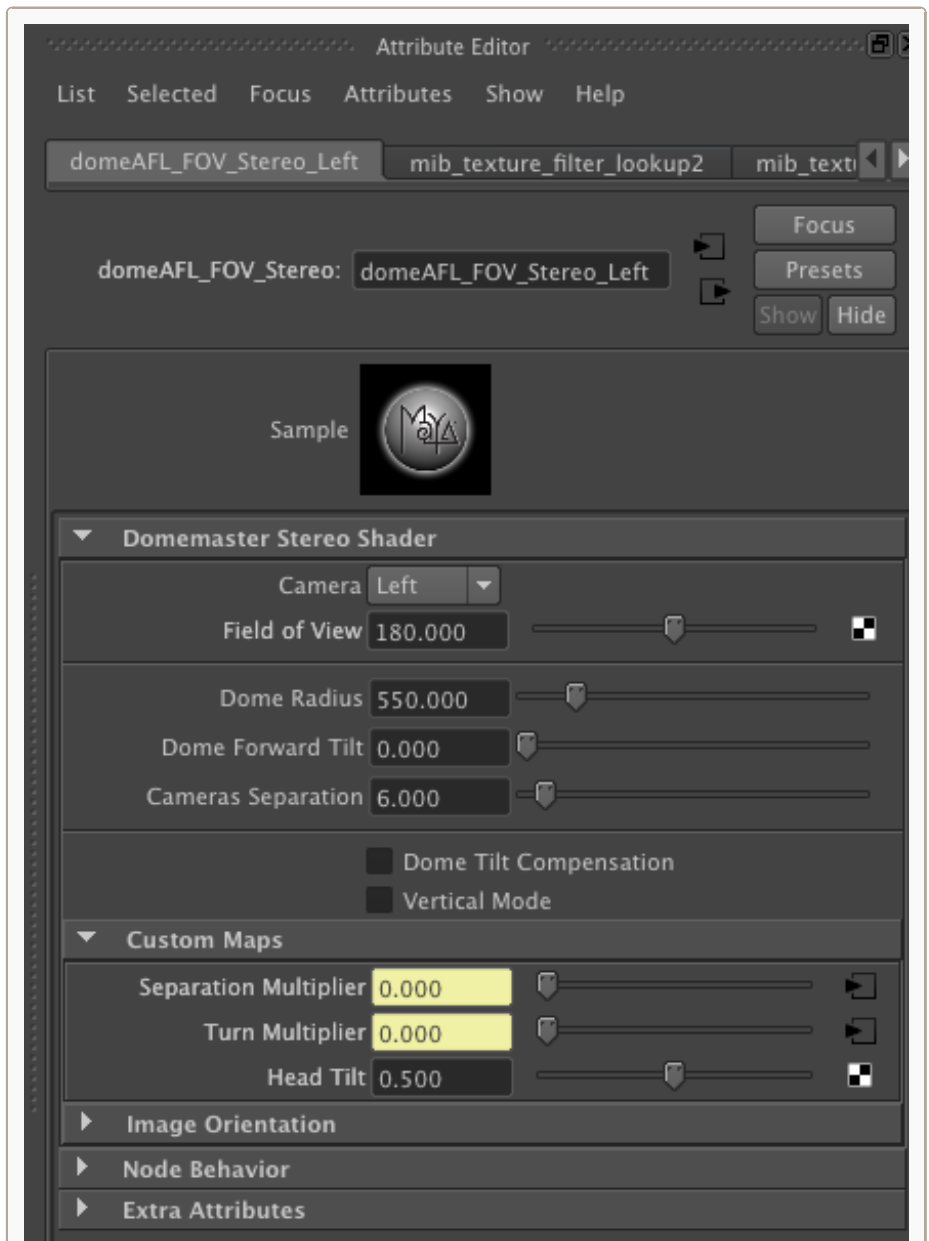 Attribute Editor
List Selected Focus Attributes Show Help
domeAFL_FOV_Stereo_Left mib_texture_filter_lookup2 mib_textu
Focus
domeAFL_FOV_Stereo: domeAFL_FOV_Stereo_Left Presets
Show Hide
Sample MAYA
Domemaster Stereo Shader
Camera Left
Field of View 180.000
Dome Radius 550.000
Dome Forward Tilt 0.000
Cameras Separation 6.000
Dome Tilt Compensation
Vertical Mode
Custom Maps
Separation Multiplier 0.000
Turn Multiplier 0.000
Head Tilt 0.500
Image Orientation
Node Behavior
Extra Attributes